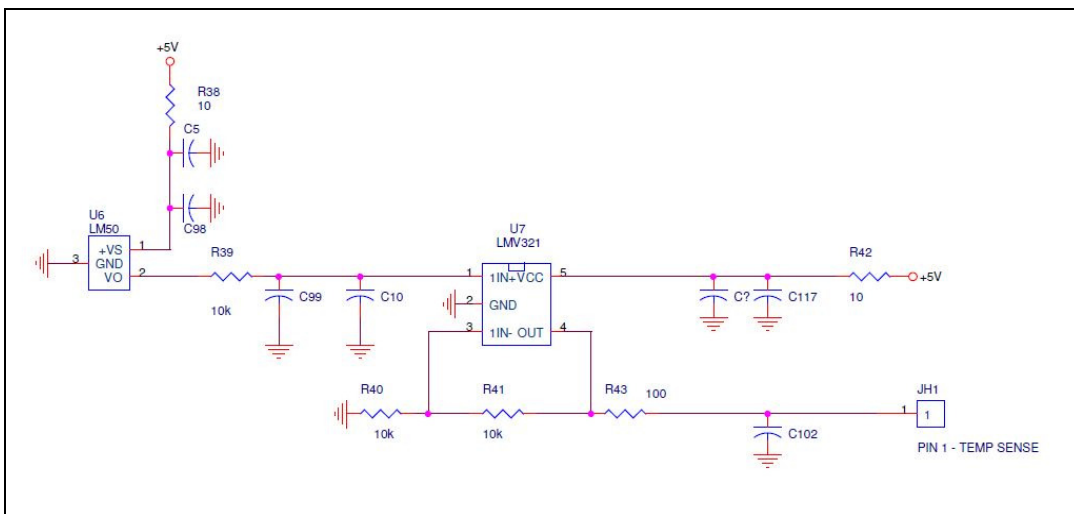 +5V
R38
10
C5
C98
U6
LM50
+VS
GND
VO
1
3
2
R39
10k
C99
C10
U7
LMV321
1IN+VCC
GND
1IN- OUT
1
2
3
5
4
C?
C117
R42
10
+5V
R40
10k
R41
10k
R43
100
C102
JH1
1
1
PIN 1 - TEMP SENSE